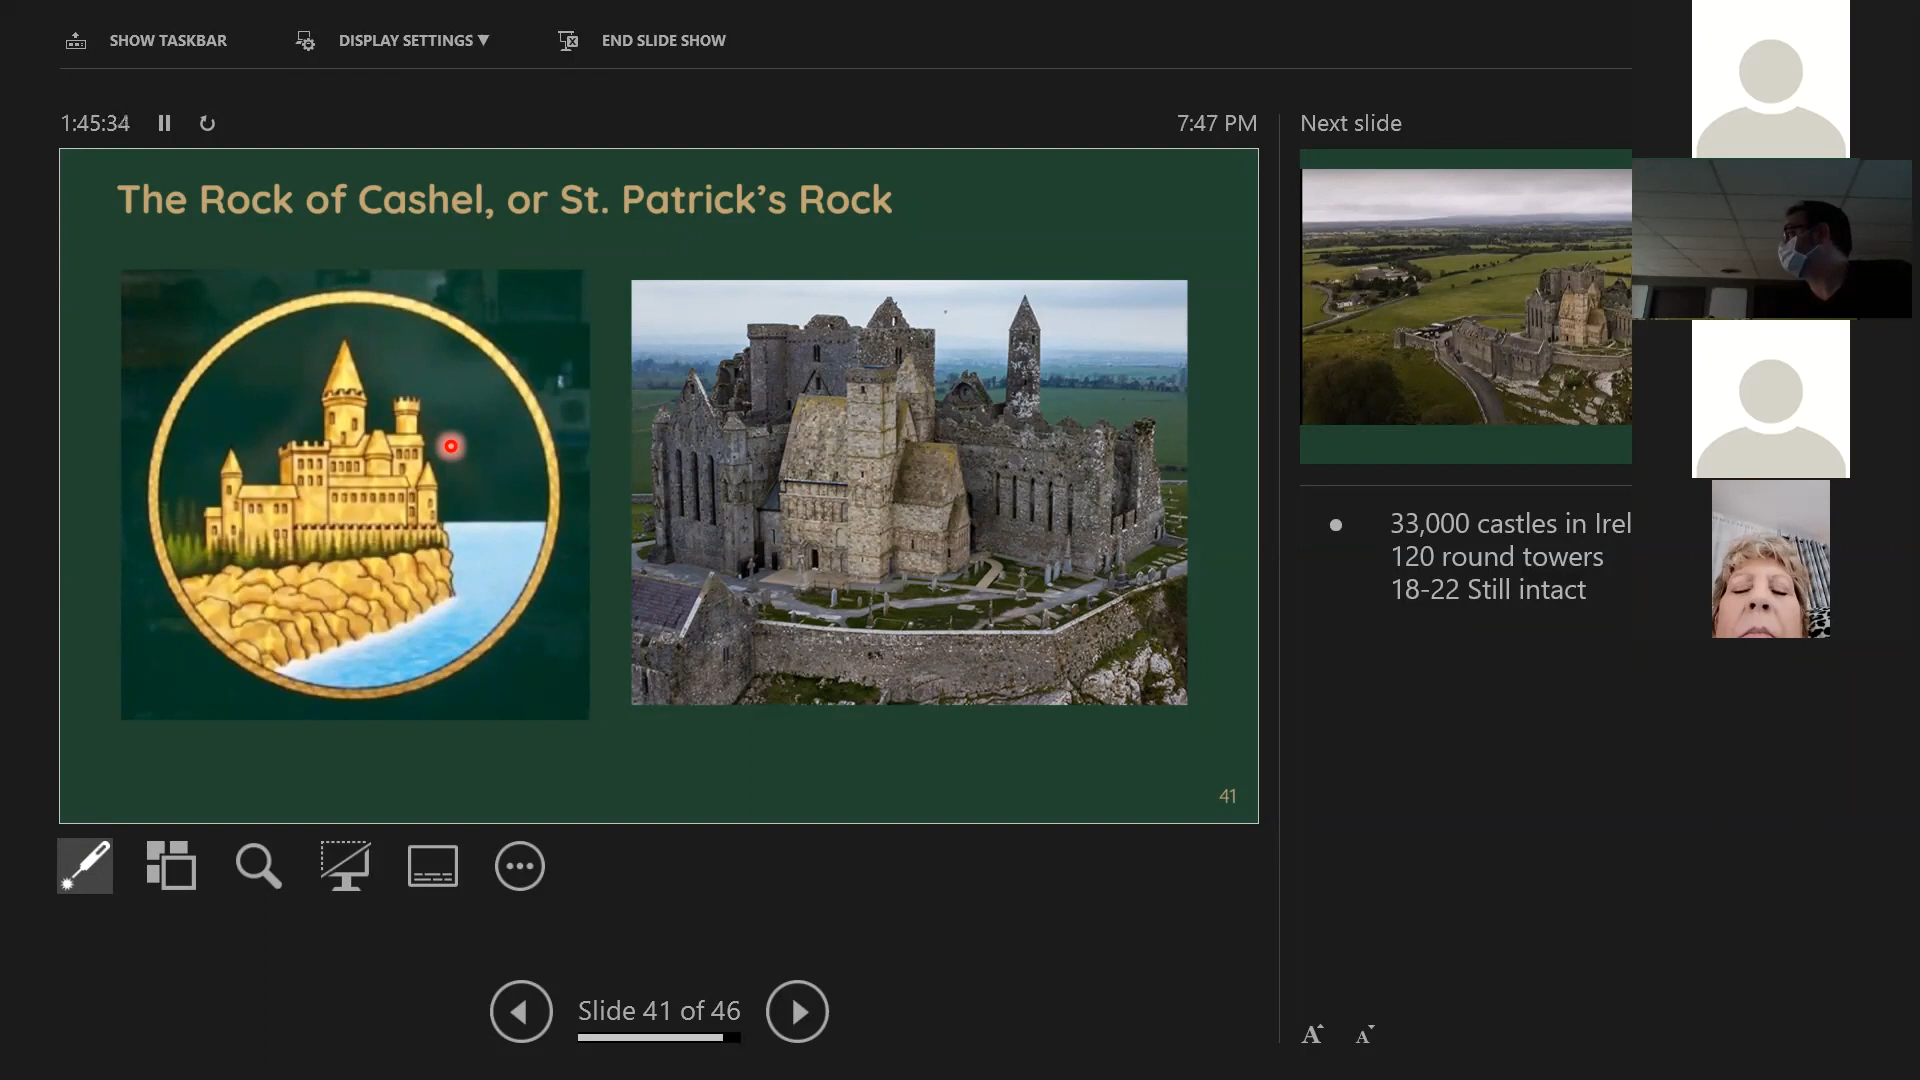 SHOW TASKBAR
DISPLAY SETTINGS ▼
END SLIDE SHOW
1:45:34
7:47 PM
Next slide
The Rock of Cashel, or St. Patrick's Rock
41
• 33,000 castles in Irel
120 round towers
18-22 Still intact
Slide 41 of 46
A A